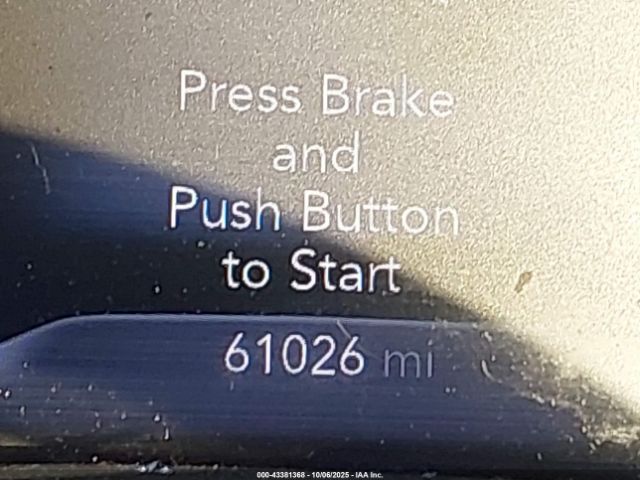 Press Brake
and
Push Button
to Start
61026 mi
000-43381368 - 10/06/2025 - IAA Inc.